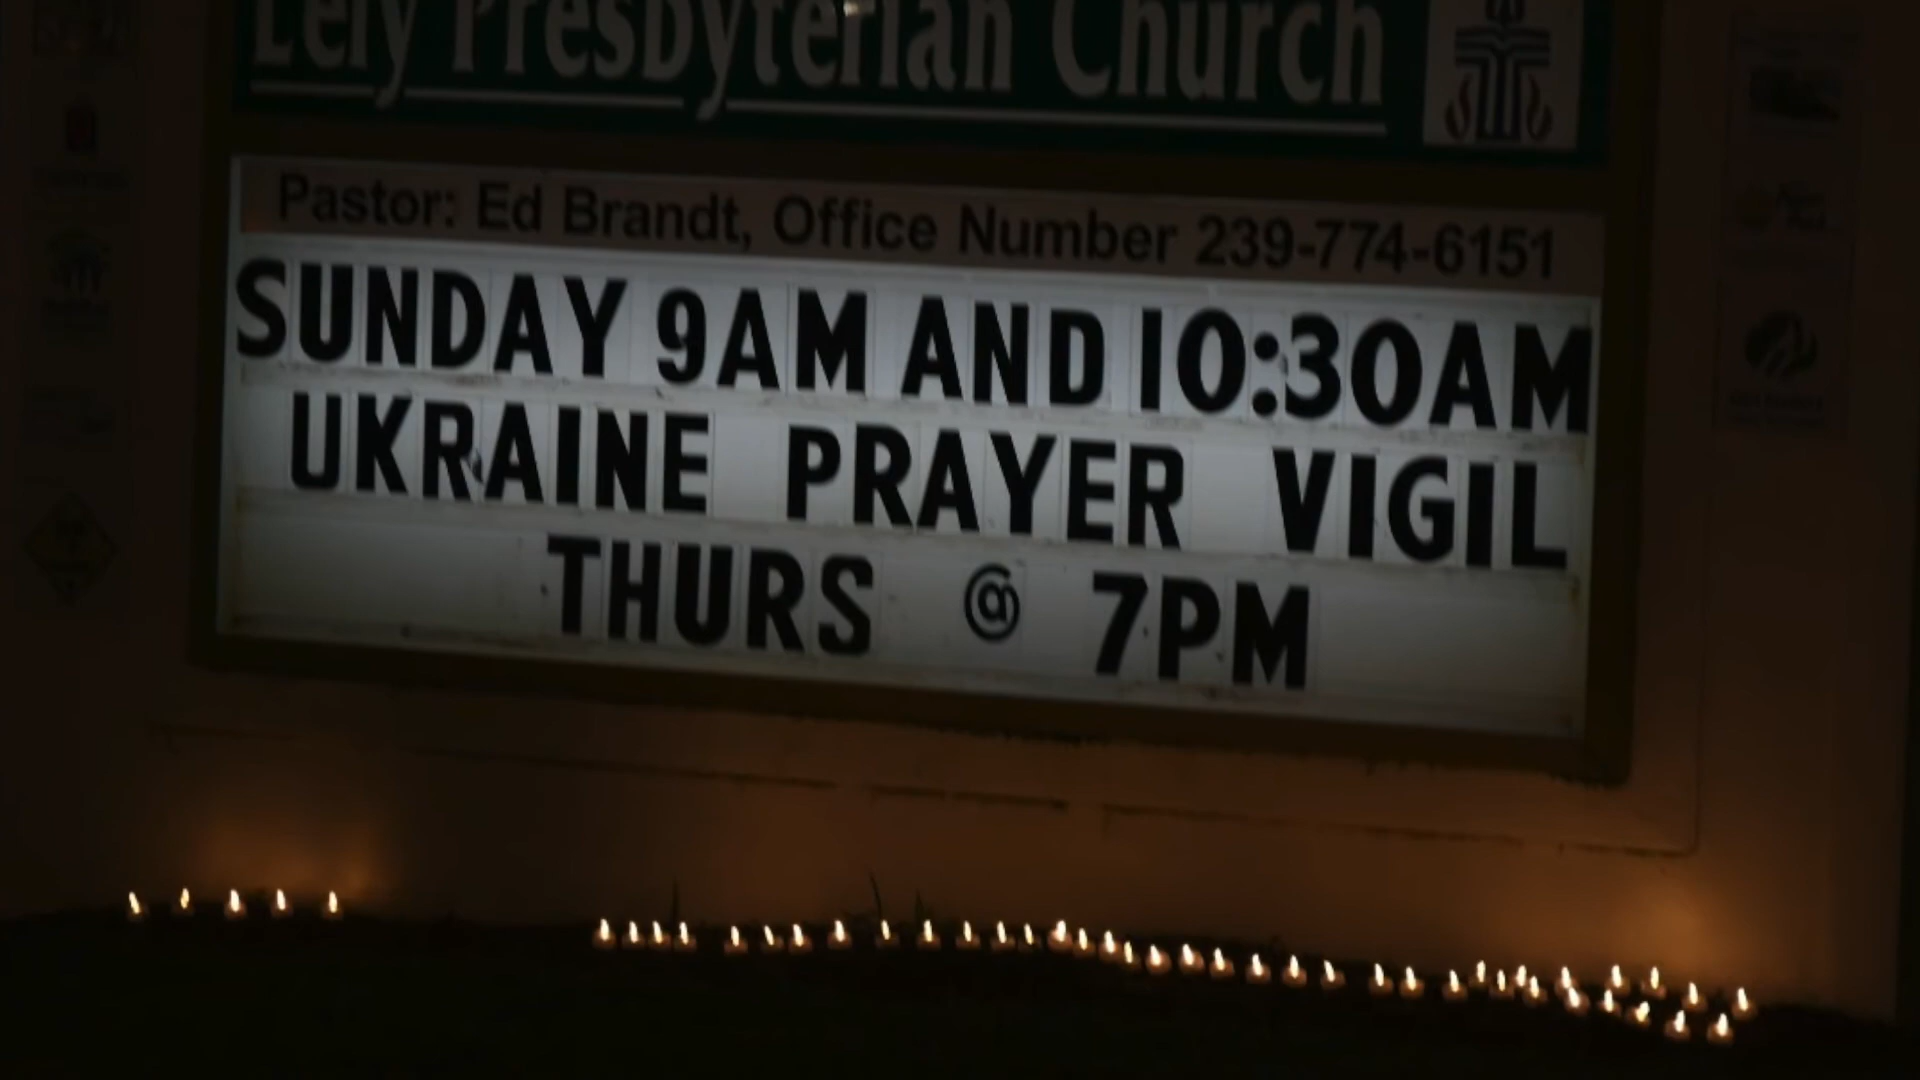 Lely Presbyterian Church
Pastor: Ed Brandt, Office Number 239-774-6151
SUNDAY 9AM AND 10:30AM
UKRAINE PRAYER VIGIL
THURS @ 7PM